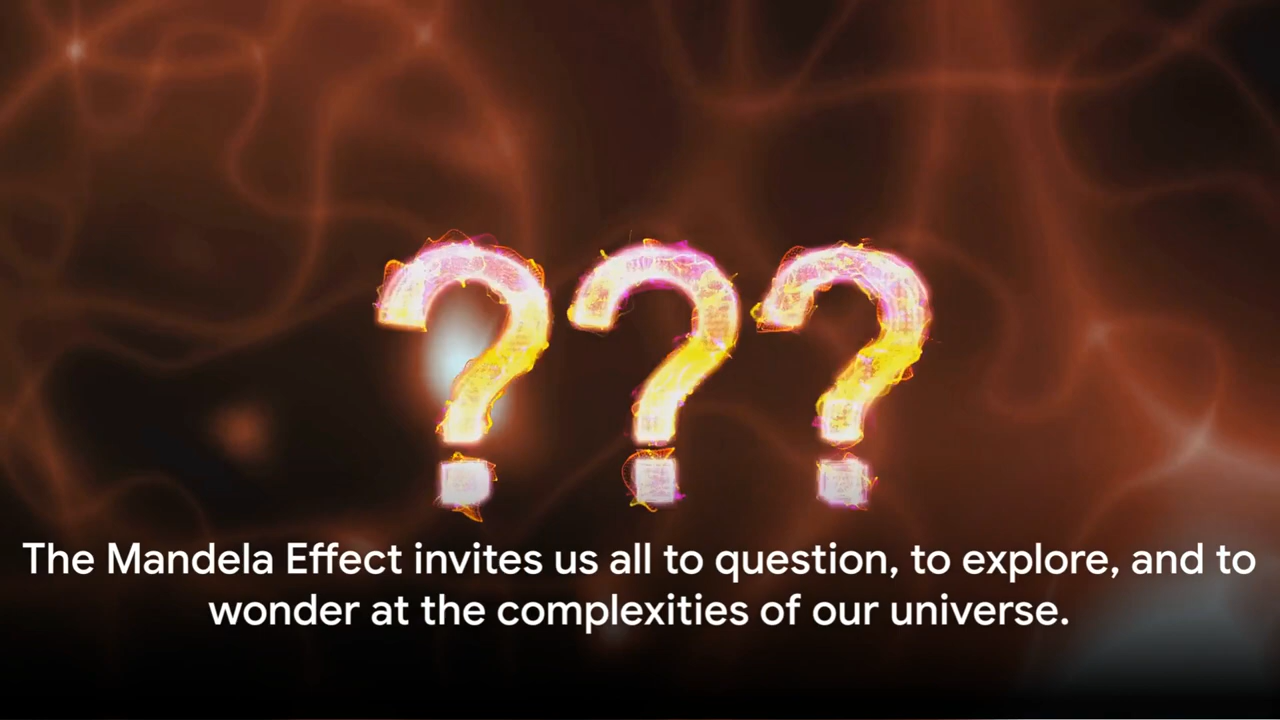 ???
The Mandela Effect invites us all to question, to explore, and to
wonder at the complexities of our universe.